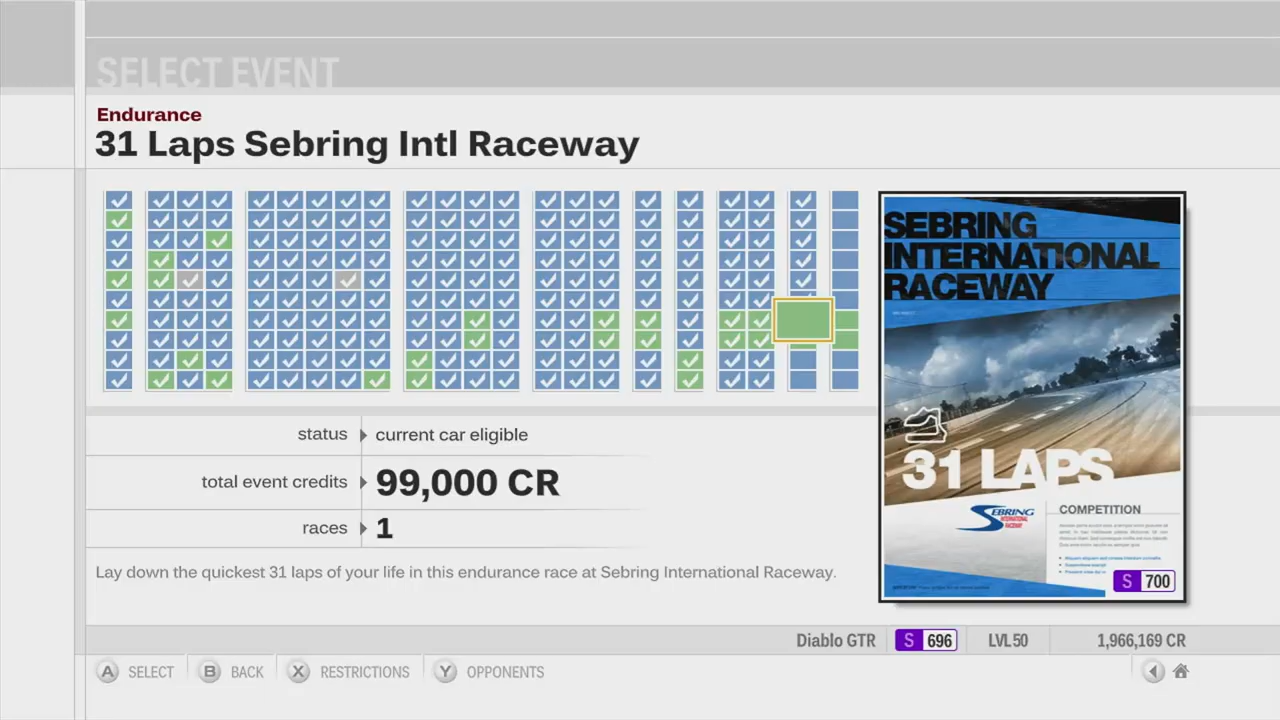 SELECT EVENT
Endurance
31 Laps Sebring Intl Raceway
SEBRING
INTERNATIONAL
RACEWAY
31 LAPS
SEBRING
INTERNATIONAL
RACEWAY
COMPETITION
S 700
status current car eligible
total event credits 99,000 CR
races 1
Lay down the quickest 31 laps of your life in this endurance race at Sebring International Raceway.
Diablo GTR S 696 LVL 50 1,966,169 CR
A SELECT B BACK X RESTRICTIONS Y OPPONENTS